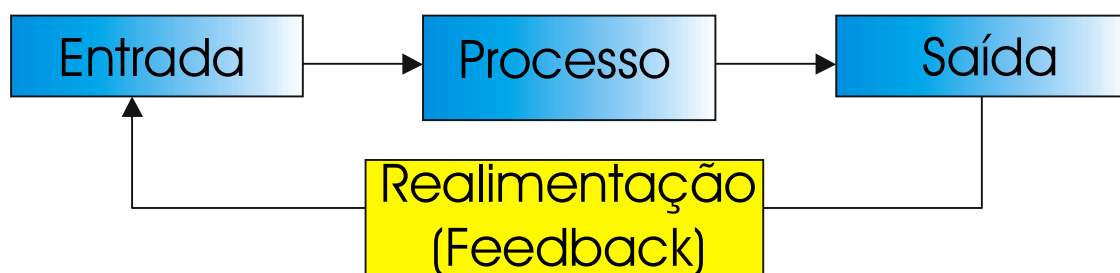 Entrada
Processo
Saída
Realimentação
(Feedback)